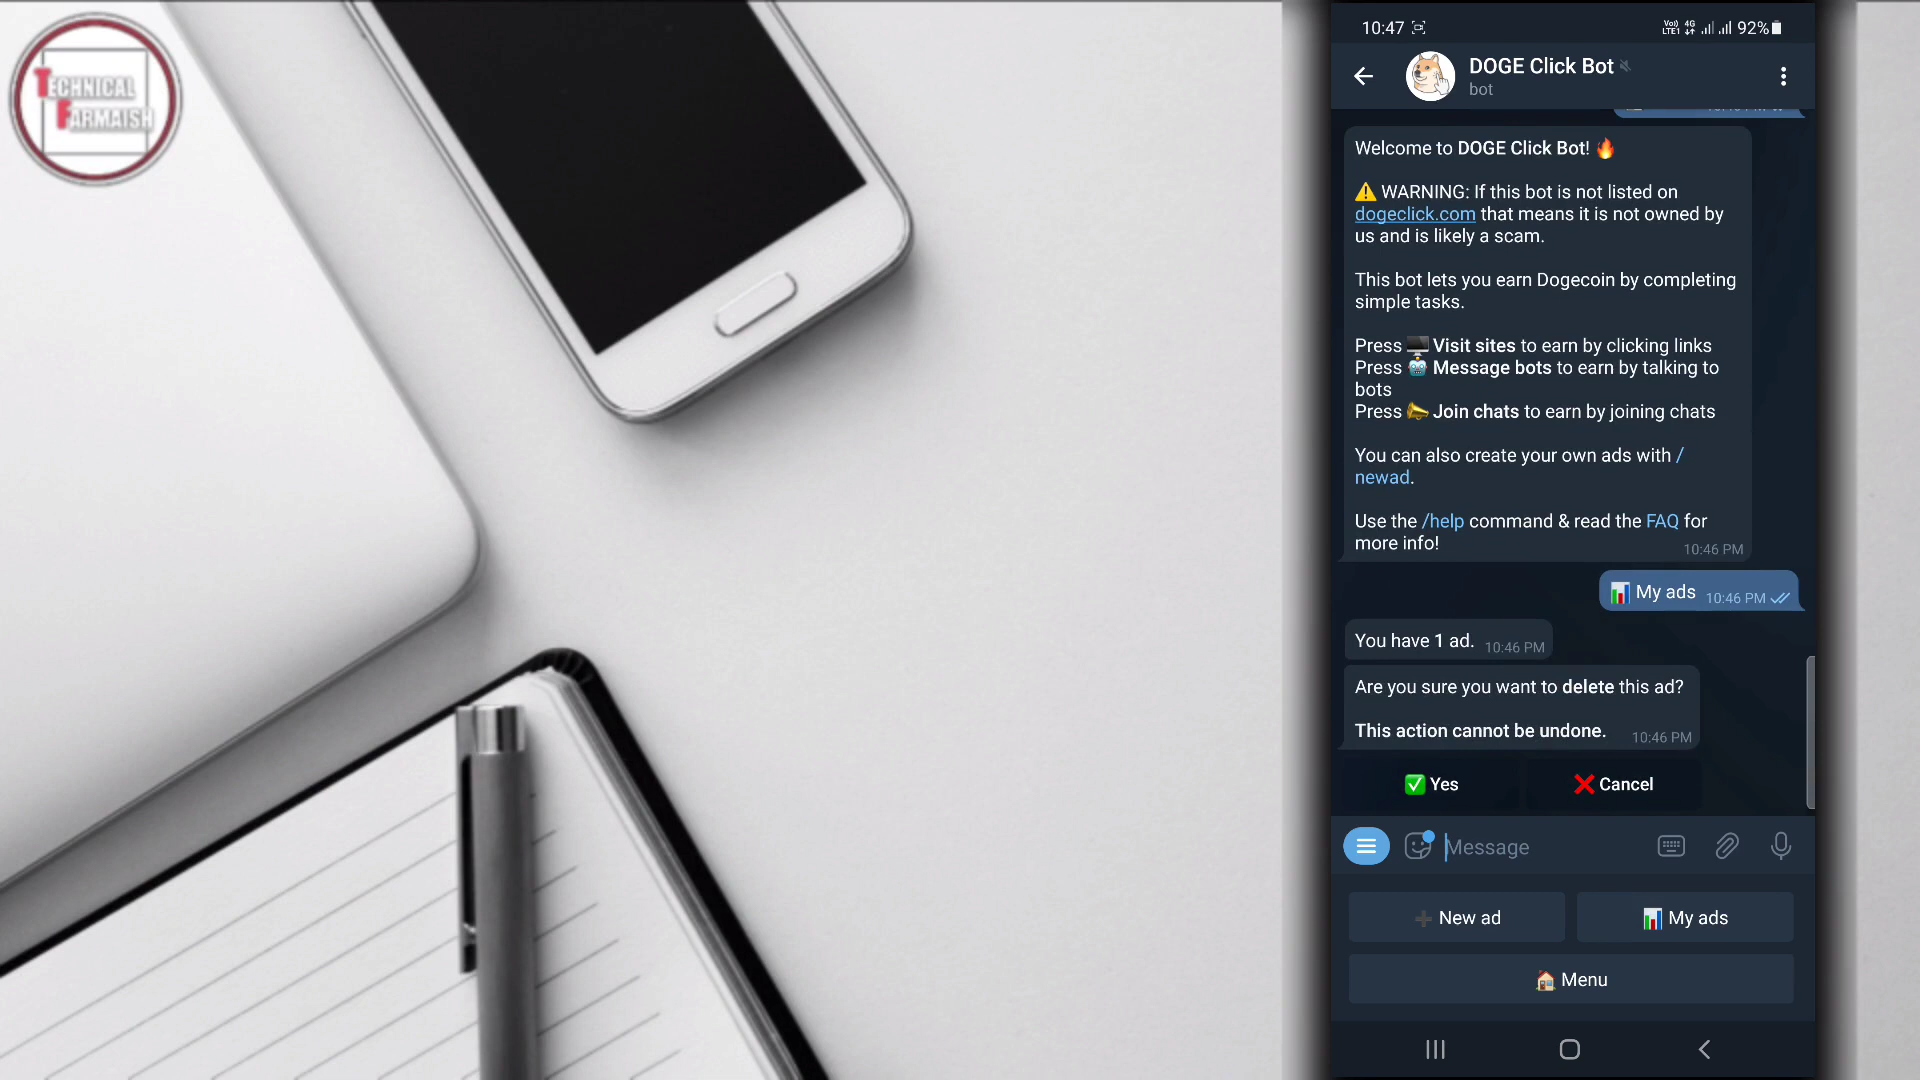 TECHNICAL
FARMAISH
10:47
Vo)) 4G
LTE1 92%
DOGE Click Bot
bot
Welcome to DOGE Click Bot! 🔥
⚠️ WARNING: If this bot is not listed on
dogeclick.com that means it is not owned by
us and is likely a scam.
This bot lets you earn Dogecoin by completing
simple tasks.
Press 🖥 Visit sites to earn by clicking links
Press 🤖 Message bots to earn by talking to
bots
Press 📣 Join chats to earn by joining chats
You can also create your own ads with /
newad.
Use the /help command & read the FAQ for
more info!
10:46 PM
📊 My ads 10:46 PM
You have 1 ad. 10:46 PM
Are you sure you want to delete this ad?
This action cannot be undone. 10:46 PM
✅ Yes ❌ Cancel
Message
➕ New ad 📊 My ads
🏠 Menu